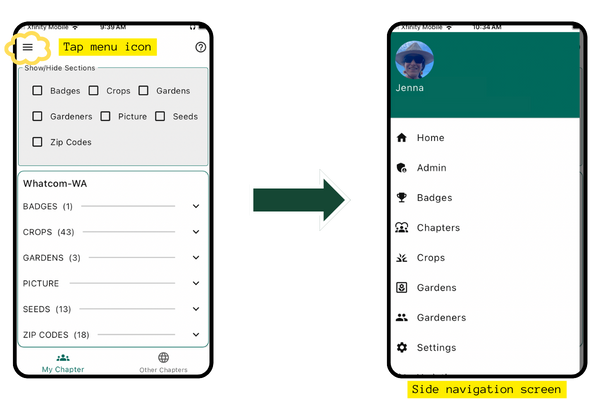 Xfinity Mobile 9:39 AM
Tap menu icon
Show/Hide Sections
Badges Crops Gardens
Gardeners Picture Seeds
Zip Codes
Whatcom-WA
BADGES (1)
CROPS (43)
GARDENS (3)
PICTURE
SEEDS (13)
ZIP CODES (18)
My Chapter Other Chapters
Xfinity Mobile 10:34 AM
Jenna
Home
Admin
Badges
Chapters
Crops
Gardens
Gardeners
Settings
Side navigation screen